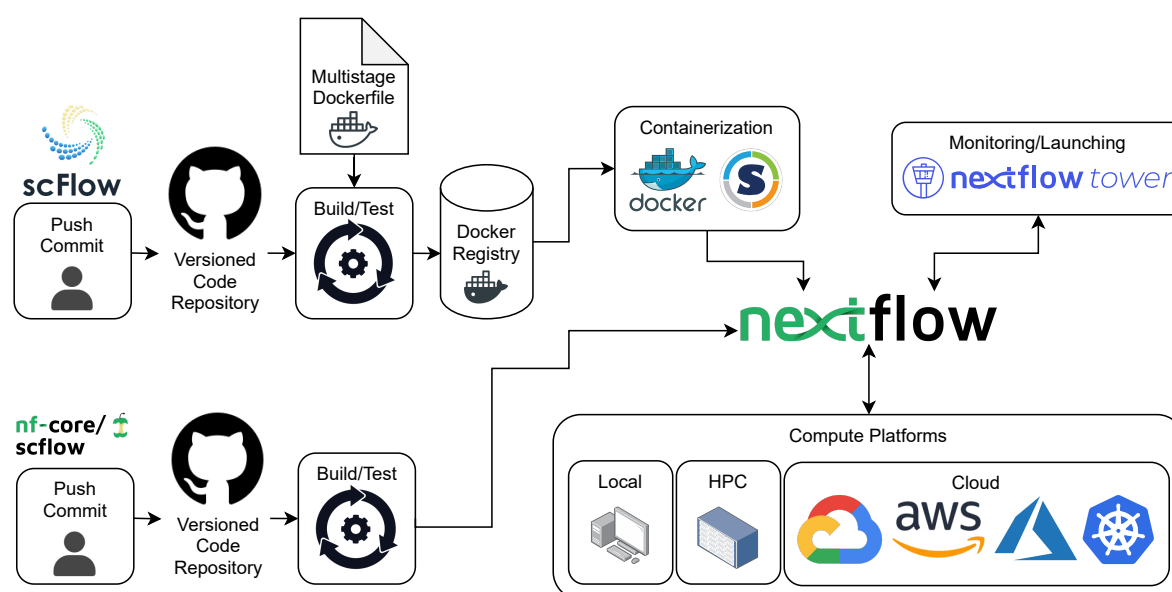 Multistage
Dockerfile
scFlow
Push
Commit
Versioned
Code
Repository
Build/Test
Docker
Registry
Containerization
docker
S
Monitoring/Launching
nextflow tower
nextflow
nf-core/
scflow
Push
Commit
Versioned
Code
Repository
Build/Test
Compute Platforms
Local
HPC
Cloud
aws